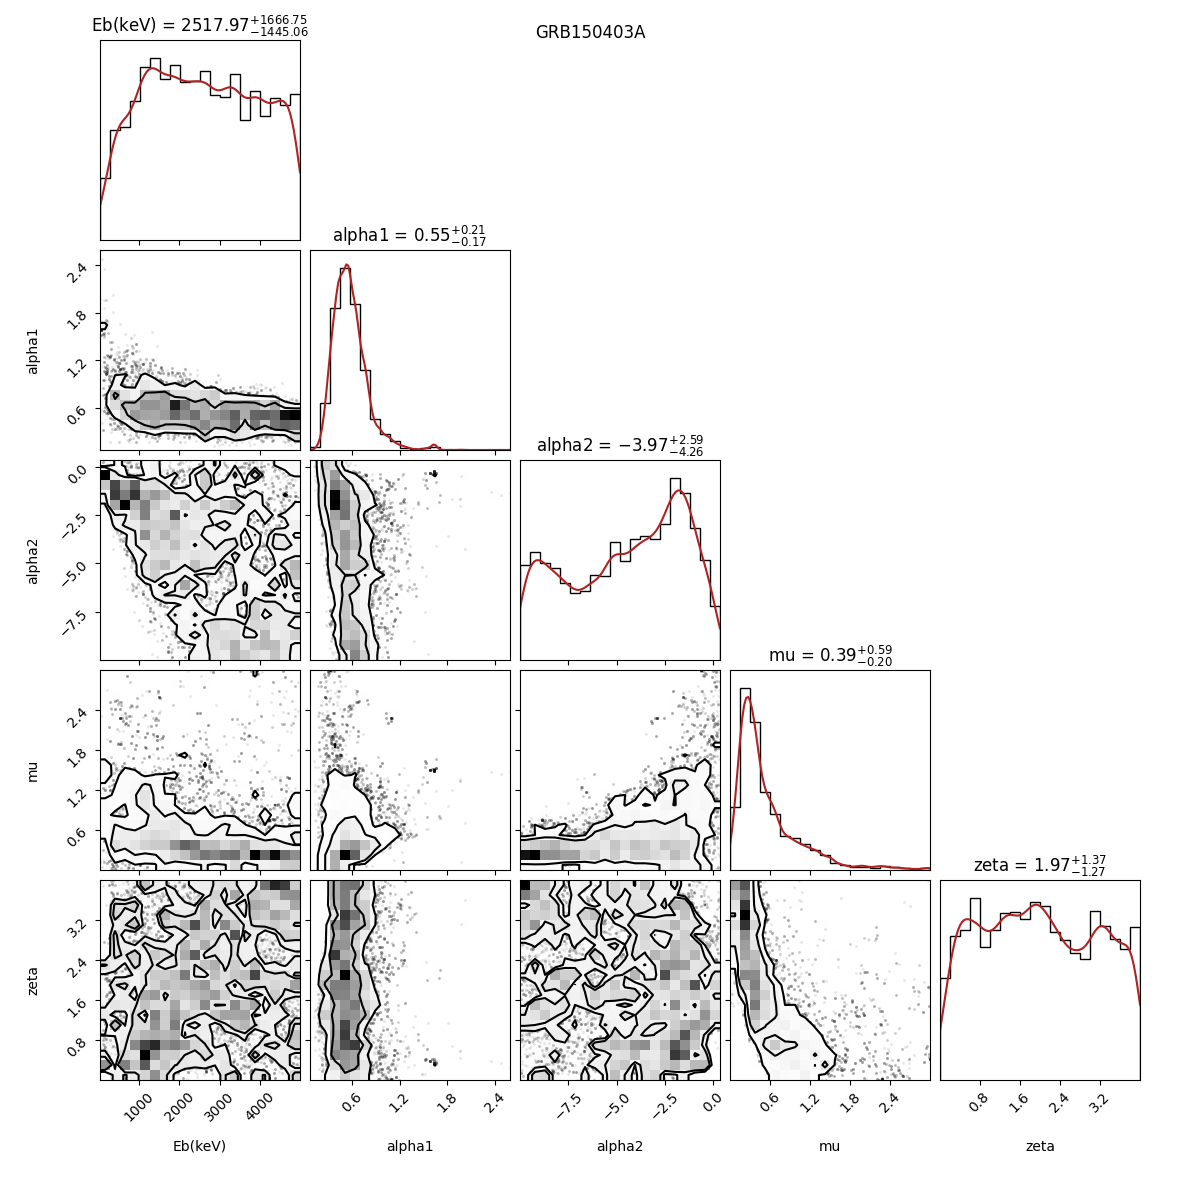 Eb(keV) = 2517.97+1666.75−1445.06
GRB150403A
alpha1 = 0.55+0.21−0.17
2.4
1.8
1.2
0.6
alpha1
alpha2 = −3.97+2.59−4.26
0.0
−2.5
−5.0
−7.5
alpha2
mu = 0.39+0.59−0.20
2.4
1.8
1.2
0.6
mu
zeta = 1.97+1.37−1.27
3.2
2.4
1.6
0.8
zeta
1000 2000 3000 4000
0.6 1.2 1.8 2.4
−7.5 −5.0 −2.5 0.0
0.6 1.2 1.8 2.4
0.8 1.6 2.4 3.2
Eb(keV) alpha1 alpha2 mu zeta